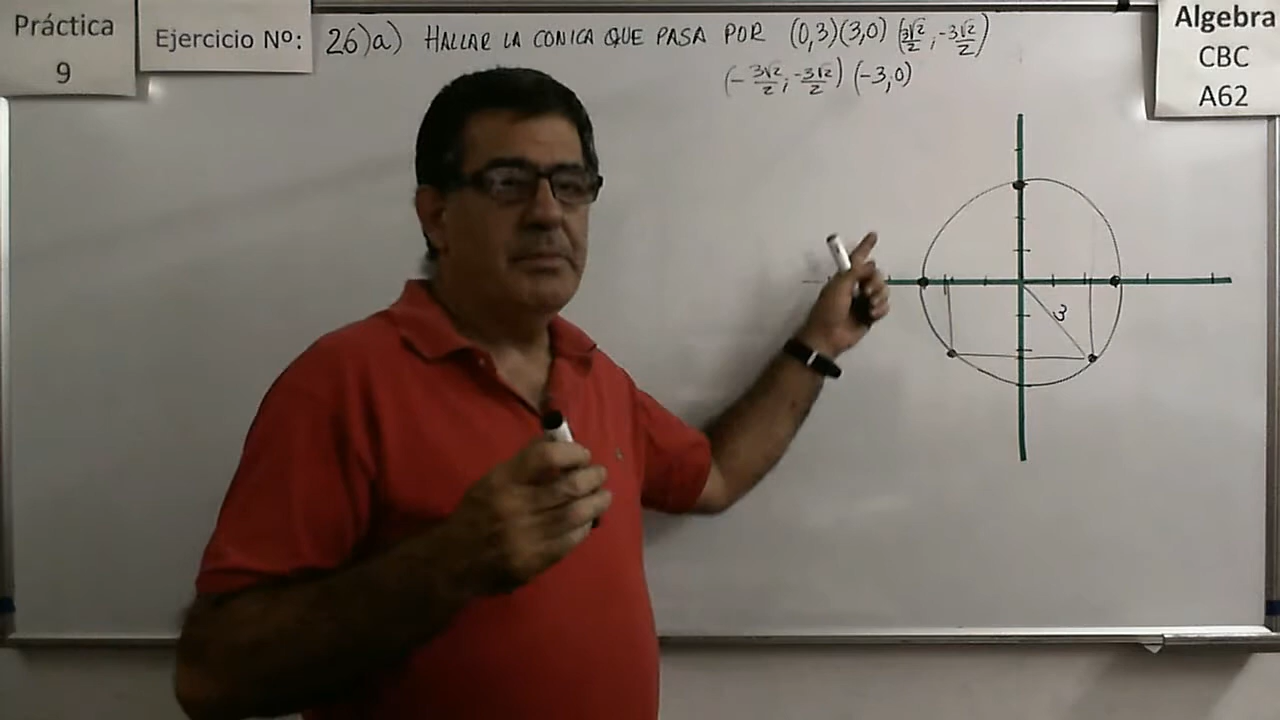 Práctica
9
Ejercicio Nº:
26)a) HALLAR LA CONICA QUE PASA POR (0,3)(3,0) (3√2/2; -3√2/2)
(-3√2/2; -3√2/2) (-3,0)
Algebra
CBC
A62
3